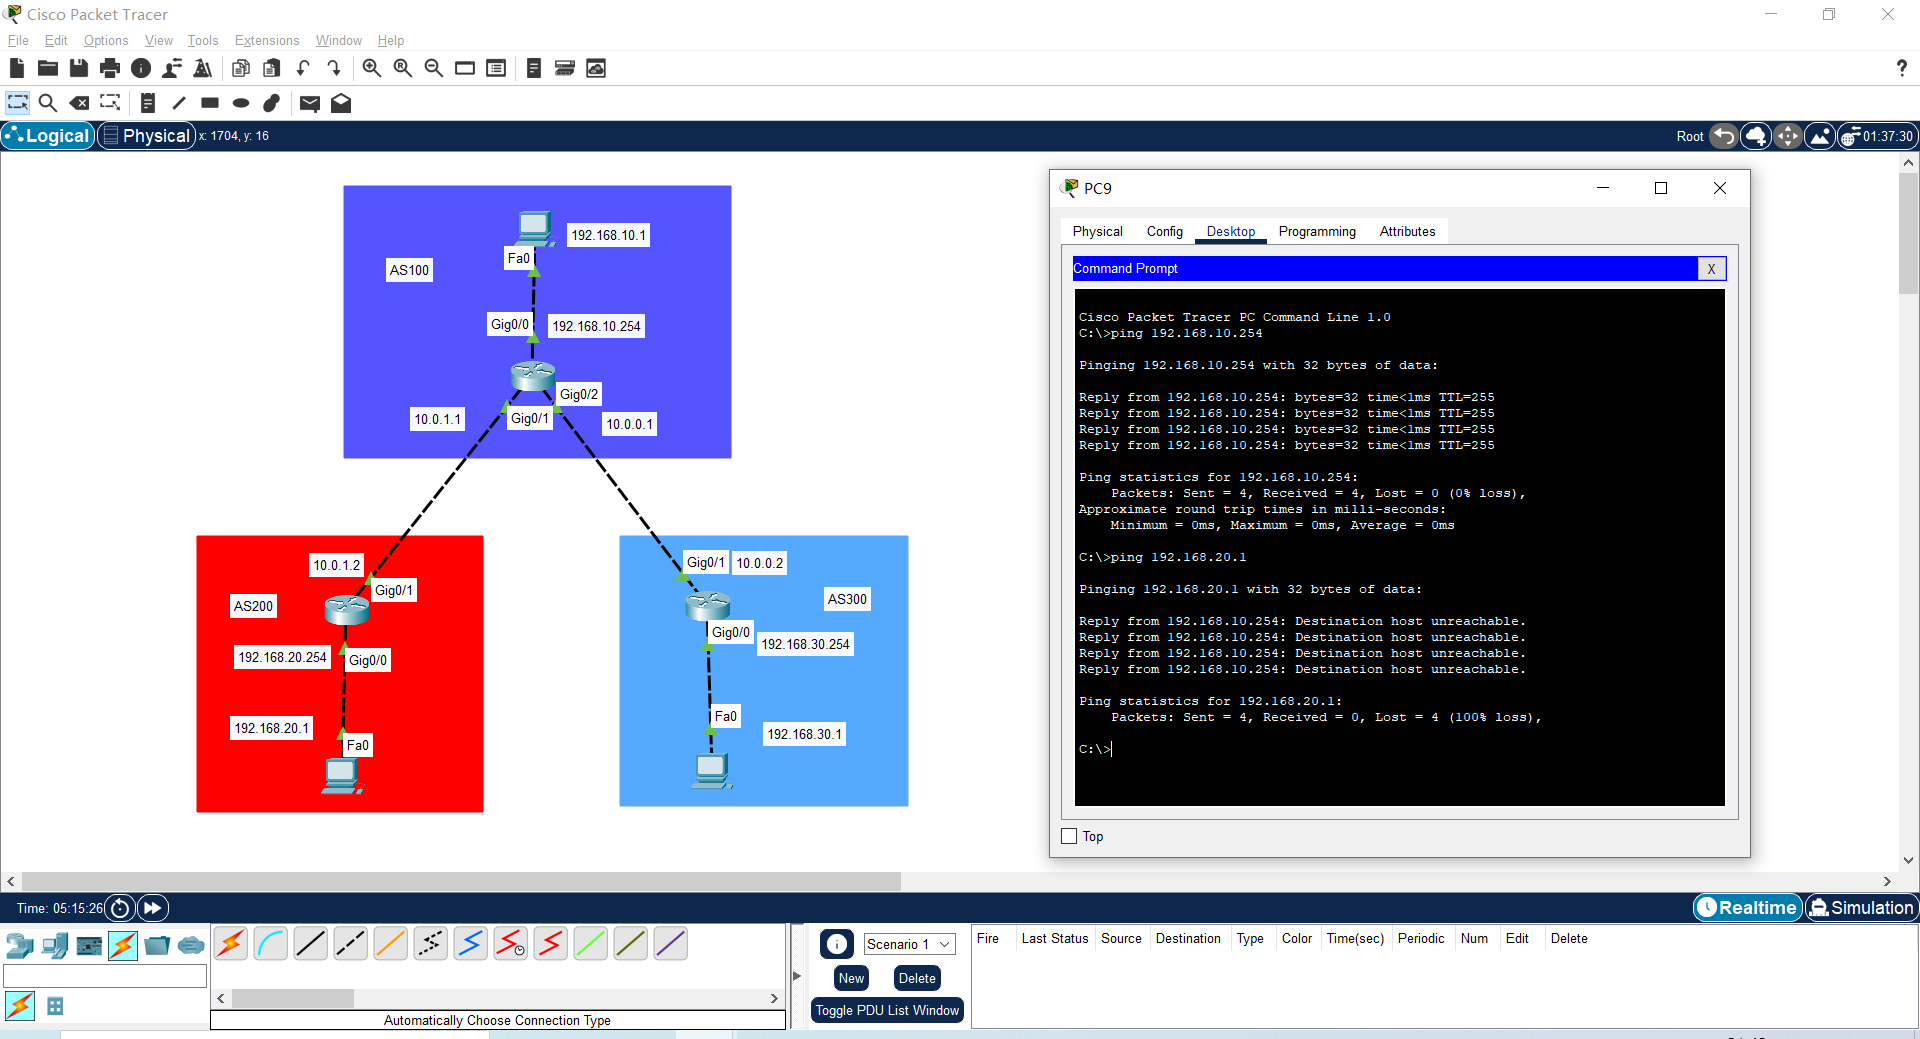 Cisco Packet Tracer
File Edit Options View Tools Extensions Window Help
?
Logical Physical x: 1704, y: 16 Root 01:37:30
192.168.10.1
Fa0
AS100
Gig0/0 192.168.10.254
Gig0/2
10.0.1.1 Gig0/1 10.0.0.1
10.0.1.2
Gig0/1
AS200
192.168.20.254 Gig0/0
192.168.20.1
Fa0
Gig0/1 10.0.0.2
AS300
Gig0/0
192.168.30.254
Fa0
192.168.30.1
PC9
Physical Config Desktop Programming Attributes
Command Prompt X
Cisco Packet Tracer PC Command Line 1.0
C:\>ping 192.168.10.254
Pinging 192.168.10.254 with 32 bytes of data:
Reply from 192.168.10.254: bytes=32 time<1ms TTL=255
Reply from 192.168.10.254: bytes=32 time<1ms TTL=255
Reply from 192.168.10.254: bytes=32 time<1ms TTL=255
Reply from 192.168.10.254: bytes=32 time<1ms TTL=255
Ping statistics for 192.168.10.254:
Packets: Sent = 4, Received = 4, Lost = 0 (0% loss),
Approximate round trip times in milli-seconds:
Minimum = 0ms, Maximum = 0ms, Average = 0ms
C:\>ping 192.168.20.1
Pinging 192.168.20.1 with 32 bytes of data:
Reply from 192.168.10.254: Destination host unreachable.
Reply from 192.168.10.254: Destination host unreachable.
Reply from 192.168.10.254: Destination host unreachable.
Reply from 192.168.10.254: Destination host unreachable.
Ping statistics for 192.168.20.1:
Packets: Sent = 4, Received = 0, Lost = 4 (100% loss),
C:\>
Top
Time: 05:15:26 Realtime Simulation
Scenario 1
New Delete
Toggle PDU List Window
Fire Last Status Source Destination Type Color Time(sec) Periodic Num Edit Delete
Automatically Choose Connection Type